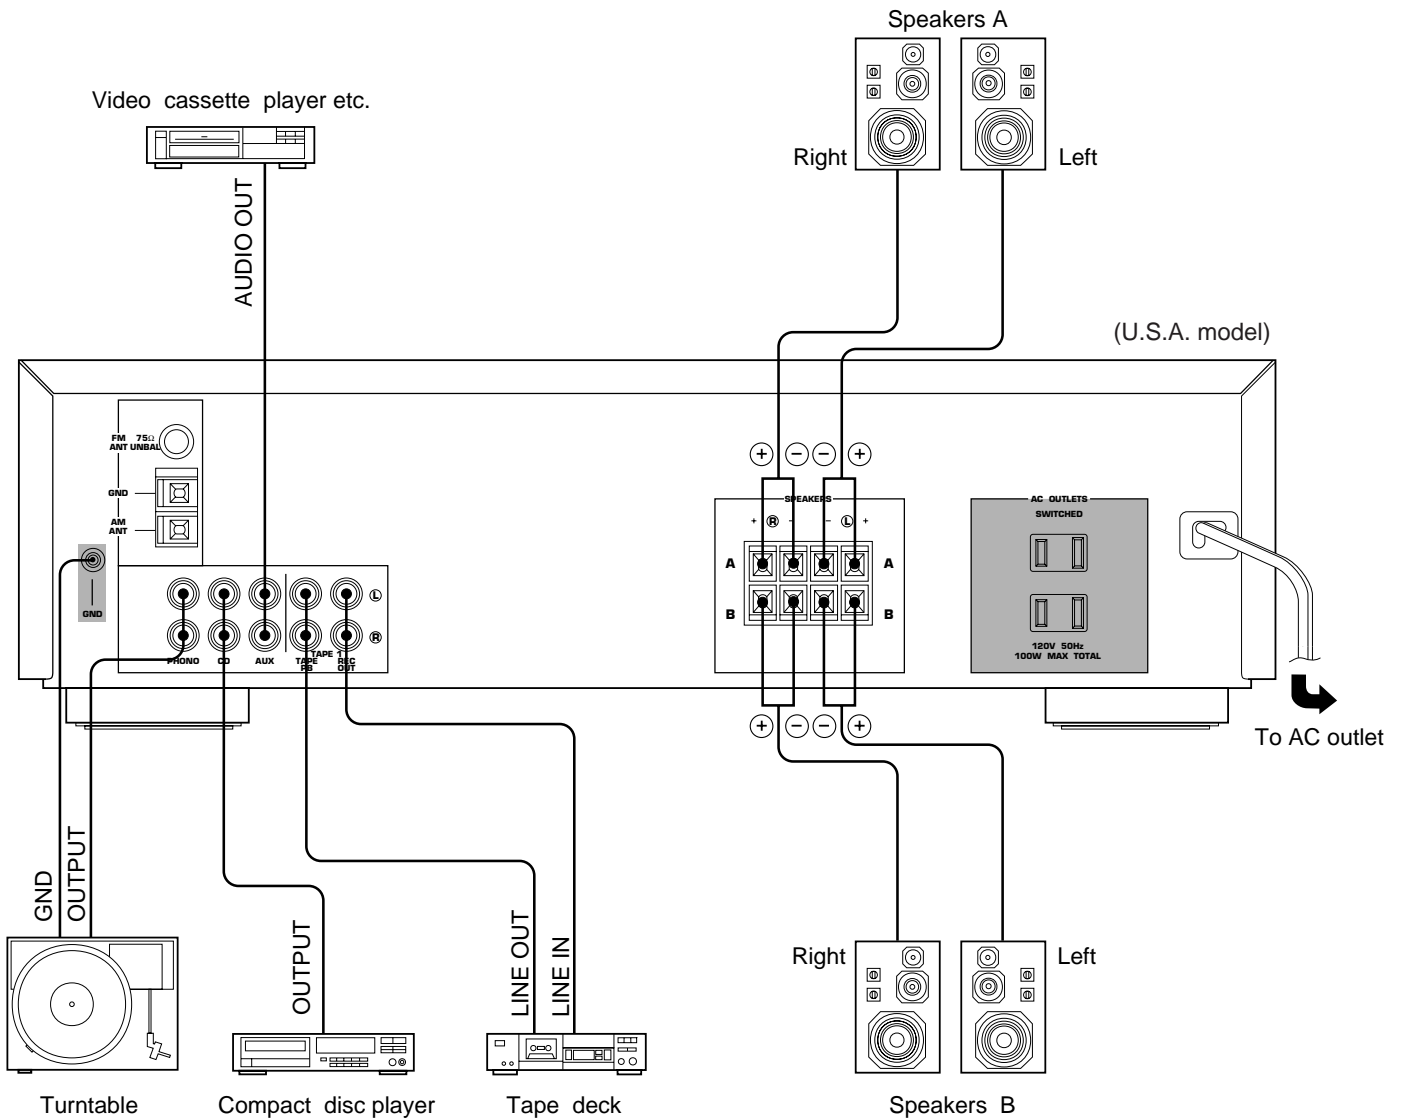 Speakers A
Video cassette player etc.
Right
Left
AUDIO OUT
(U.S.A. model)
FM 75Ω
ANT UNBAL.
GND
AM
ANT
GND
L
R
PHONO
CD
AUX
TAPE 1
TAPE
PB
REC
OUT
+ − − +
SPEAKERS
+ R − − L +
A A
B B
+ − − +
AC OUTLETS
SWITCHED
120V 50Hz
100W MAX TOTAL
To AC outlet
GND
OUTPUT
OUTPUT
LINE OUT
LINE IN
Right
Left
Turntable
Compact disc player
Tape deck
Speakers B